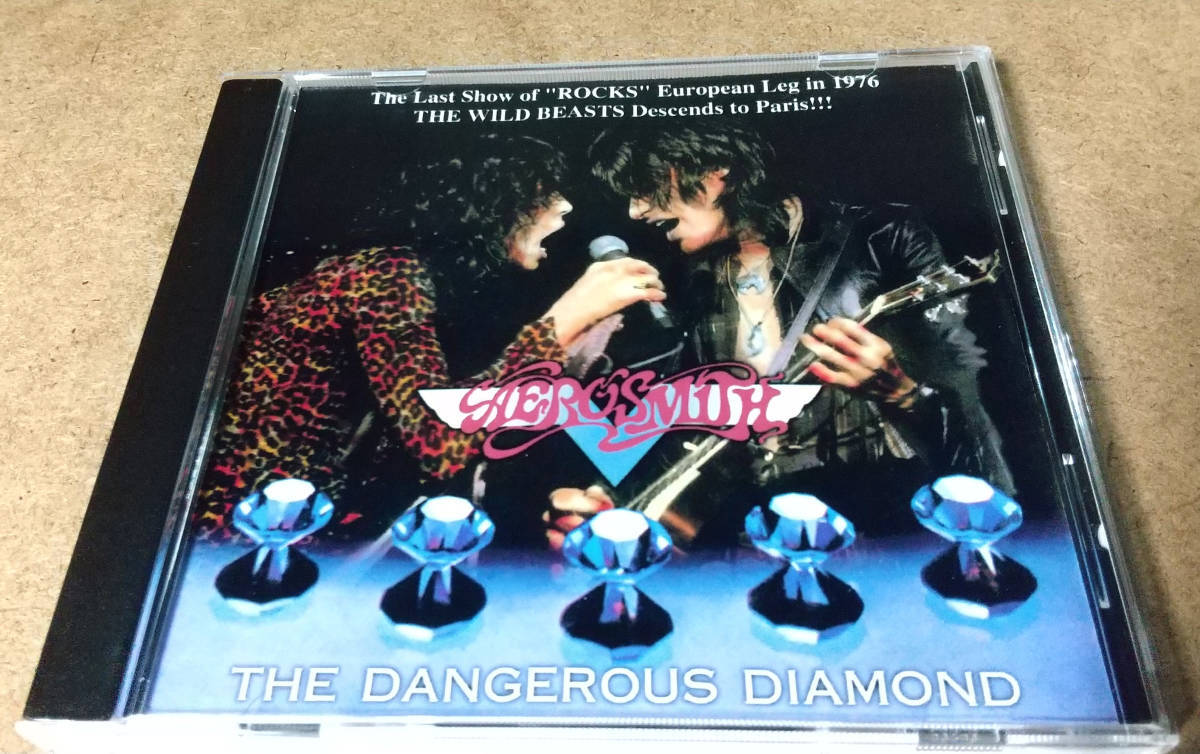 The Last Show of "ROCKS" European Leg in 1976
THE WILD BEASTS Descends to Paris!!!
AEROSMITH
THE DANGEROUS DIAMOND